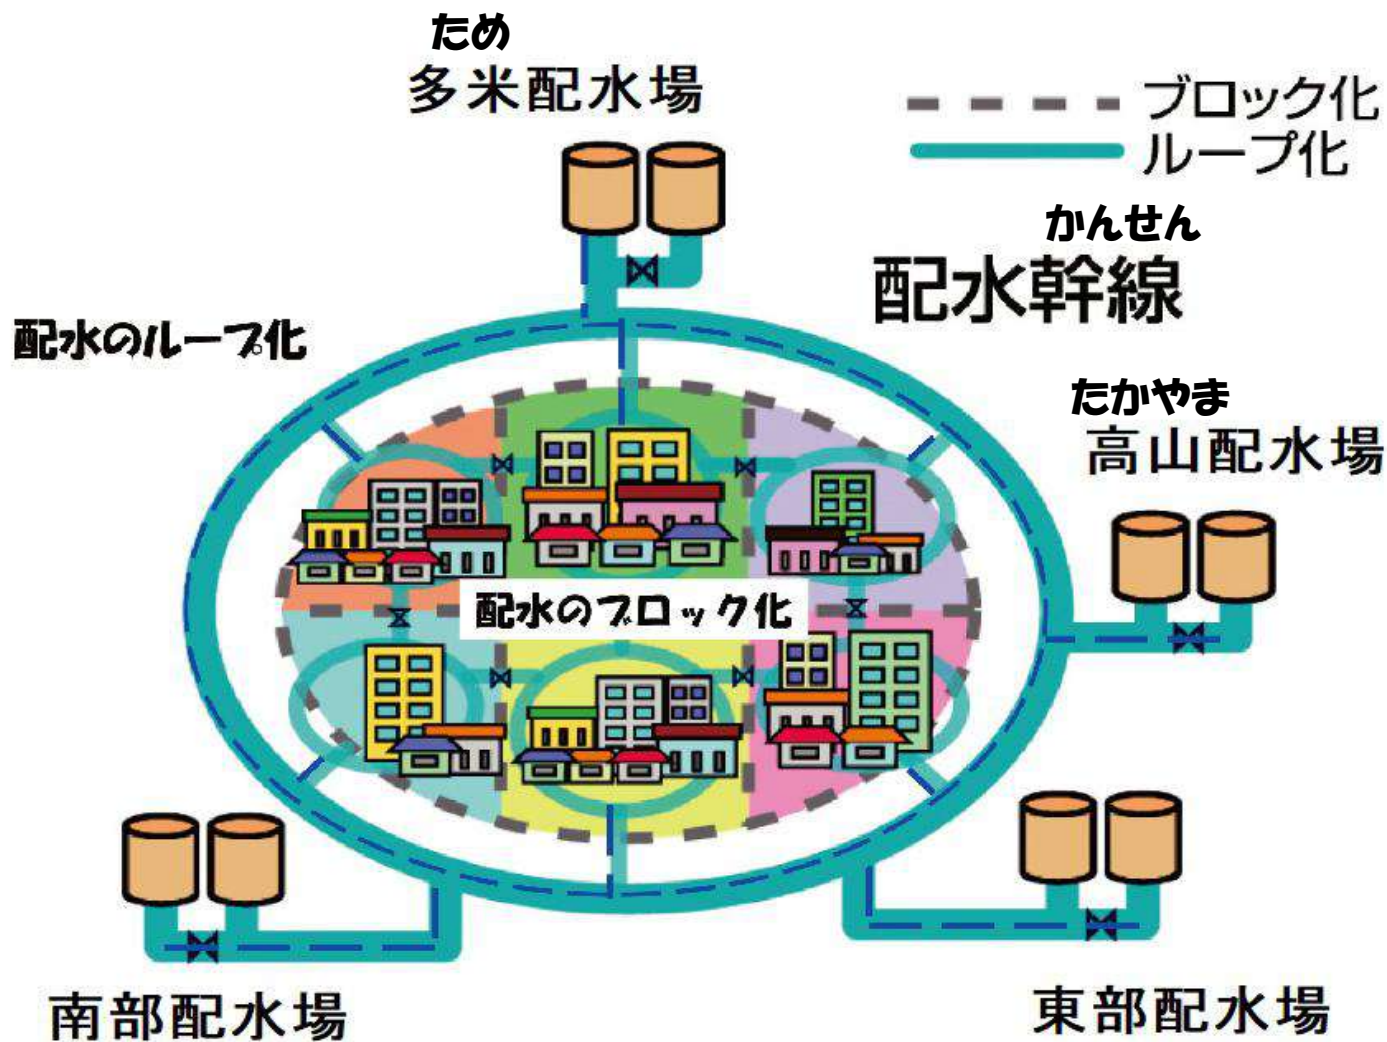 ため
多米配水場
ブロック化
ループ化
かんせん
配水幹線
配水のループ化
たかやま
高山配水場
配水のブロック化
南部配水場
東部配水場